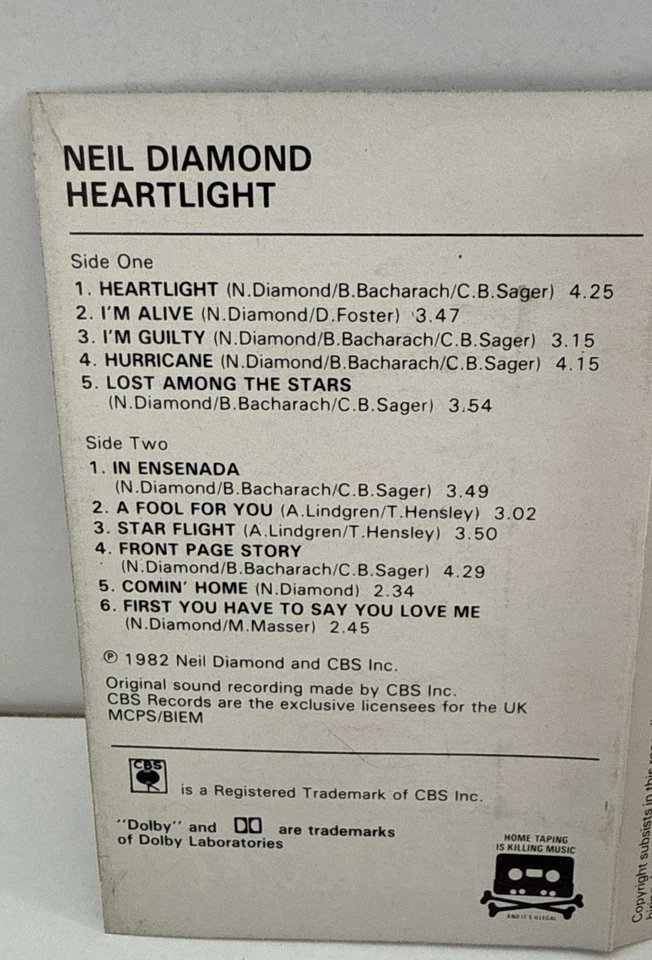 NEIL DIAMOND
HEARTLIGHT
Side One
1. HEARTLIGHT (N.Diamond/B.Bacharach/C.B.Sager) 4.25
2. I'M ALIVE (N.Diamond/D.Foster) 3.47
3. I'M GUILTY (N.Diamond/B.Bacharach/C.B.Sager) 3.15
4. HURRICANE (N.Diamond/B.Bacharach/C.B.Sager) 4.15
5. LOST AMONG THE STARS
(N.Diamond/B.Bacharach/C.B.Sager) 3.54
Side Two
1. IN ENSENADA
(N.Diamond/B.Bacharach/C.B.Sager) 3.49
2. A FOOL FOR YOU (A.Lindgren/T.Hensley) 3.02
3. STAR FLIGHT (A.Lindgren/T.Hensley) 3.50
4. FRONT PAGE STORY
(N.Diamond/B.Bacharach/C.B.Sager) 4.29
5. COMIN' HOME (N.Diamond) 2.34
6. FIRST YOU HAVE TO SAY YOU LOVE ME
(N.Diamond/M.Masser) 2.45
℗ 1982 Neil Diamond and CBS Inc.
Original sound recording made by CBS Inc.
CBS Records are the exclusive licensees for the UK
MCPS/BIEM
CBS
is a Registered Trademark of CBS Inc.
"Dolby" and are trademarks
of Dolby Laboratories
HOME TAPING
IS KILLING MUSIC
AND IT'S ILLEGAL
Copyright subsists in this